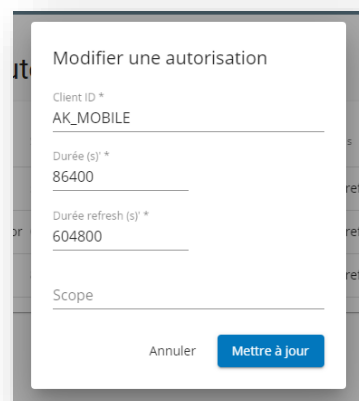 Modifier une autorisation
Client ID *
AK_MOBILE
Durée (s)' *
86400
Durée refresh (s)' *
604800
Scope
Annuler Mettre à jour